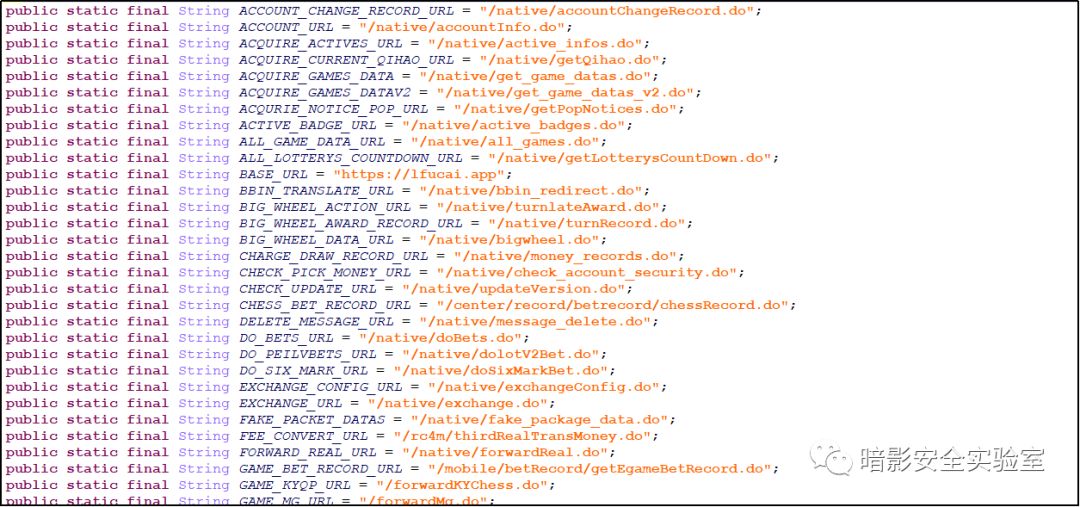 public static final String ACCOUNT_CHANGE_RECORD_URL = "/native/accountChangeRecord.do";
public static final String ACCOUNT_URL = "/native/accountInfo.do";
public static final String ACQUIRE_ACTIVES_URL = "/native/active_infos.do";
public static final String ACQUIRE_CURRENT_QIHAO_URL = "/native/getQihao.do";
public static final String ACQUIRE_GAMES_DATA = "/native/get_game_datas.do";
public static final String ACQUIRE_GAMES_DATAV2 = "/native/get_game_datas_v2.do";
public static final String ACQURIE_NOTICE_POP_URL = "/native/getPopNotices.do";
public static final String ACTIVE_BADGE_URL = "/native/active_badges.do";
public static final String ALL_GAME_DATA_URL = "/native/all_games.do";
public static final String ALL_LOTTERYS_COUNTDOWN_URL = "/native/getLotterysCountDown.do";
public static final String BASE_URL = "https://lfucai.app";
public static final String BBIN_TRANSLATE_URL = "/native/bbin_redirect.do";
public static final String BIG_WHEEL_ACTION_URL = "/native/turnlateAward.do";
public static final String BIG_WHEEL_AWARD_RECORD_URL = "/native/turnRecord.do";
public static final String BIG_WHEEL_DATA_URL = "/native/bigwheel.do";
public static final String CHARGE_DRAW_RECORD_URL = "/native/money_records.do";
public static final String CHECK_PICK_MONEY_URL = "/native/check_account_security.do";
public static final String CHECK_UPDATE_URL = "/native/updateVersion.do";
public static final String CHESS_BET_RECORD_URL = "/center/record/betrecord/chessRecord.do";
public static final String DELETE_MESSAGE_URL = "/native/message_delete.do";
public static final String DO_BETS_URL = "/native/doBets.do";
public static final String DO_PEILVBETS_URL = "/native/dolotV2Bet.do";
public static final String DO_SIX_MARK_URL = "/native/doSixMarkBet.do";
public static final String EXCHANGE_CONFIG_URL = "/native/exchangeConfig.do";
public static final String EXCHANGE_URL = "/native/exchange.do";
public static final String FAKE_PACKET_DATAS = "/native/fake_package_data.do";
public static final String FEE_CONVERT_URL = "/rc4m/thirdRealTransMoney.do";
public static final String FORWARD_REAL_URL = "/native/forwardReal.do";
public static final String GAME_BET_RECORD_URL = "/mobile/betRecord/getEgameBetRecord.do";
public static final String GAME_KYQP_URL = "/forwardKYChess.do";
public static final String GAME_MG_URL = "/forwardMg.do";
暗影安全实验室